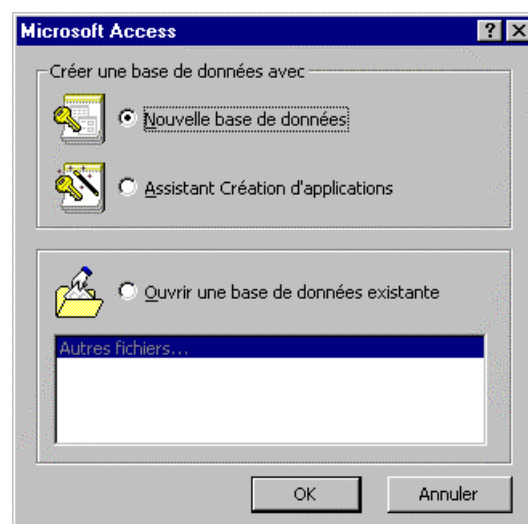 Microsoft Access
Créer une base de données avec
Nouvelle base de données
Assistant Création d'applications
Ouvrir une base de données existante
Autres fichiers...
OK
Annuler